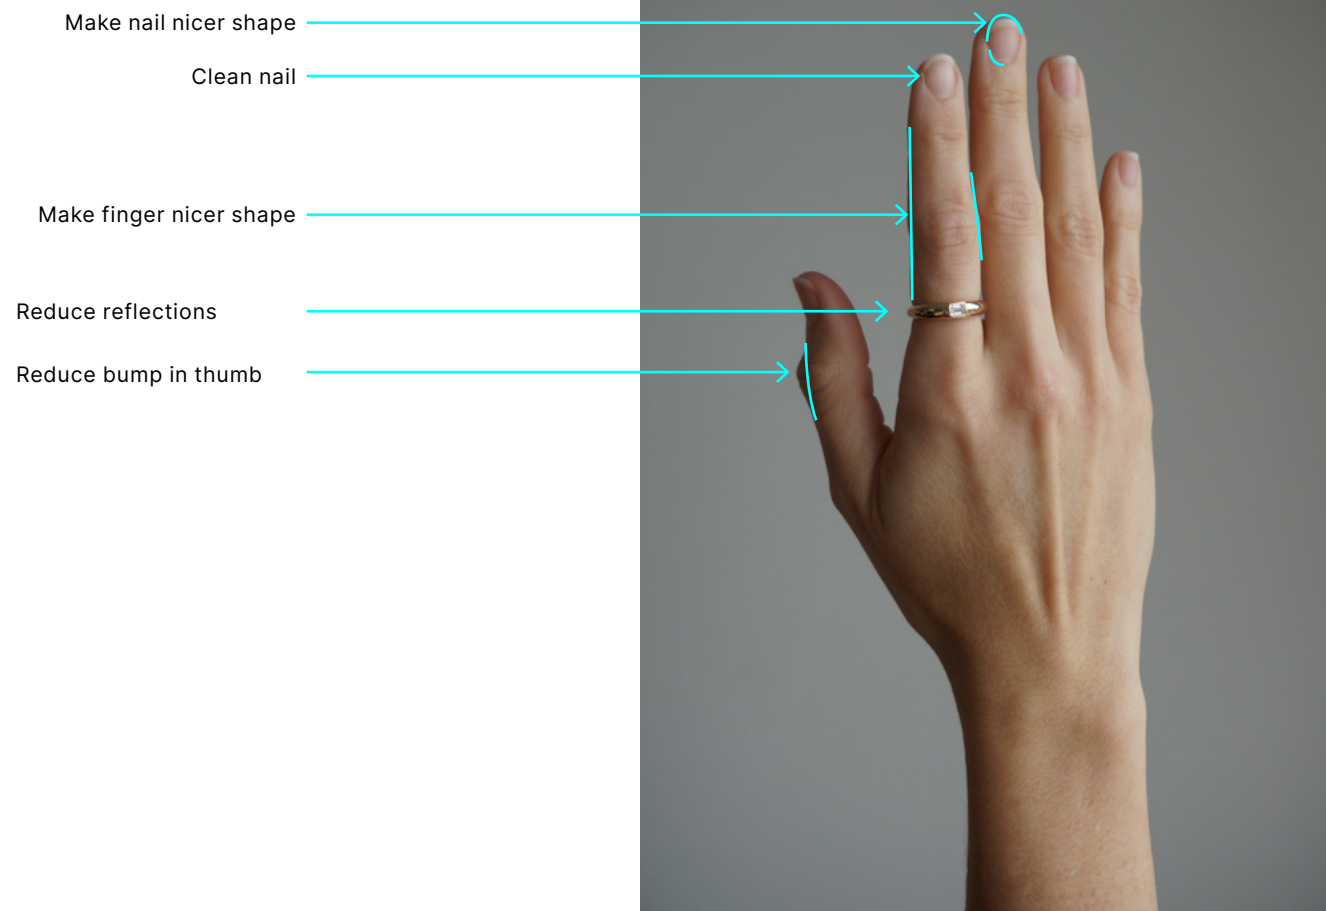 Make nail nicer shape
Clean nail
Make finger nicer shape
Reduce reflections
Reduce bump in thumb